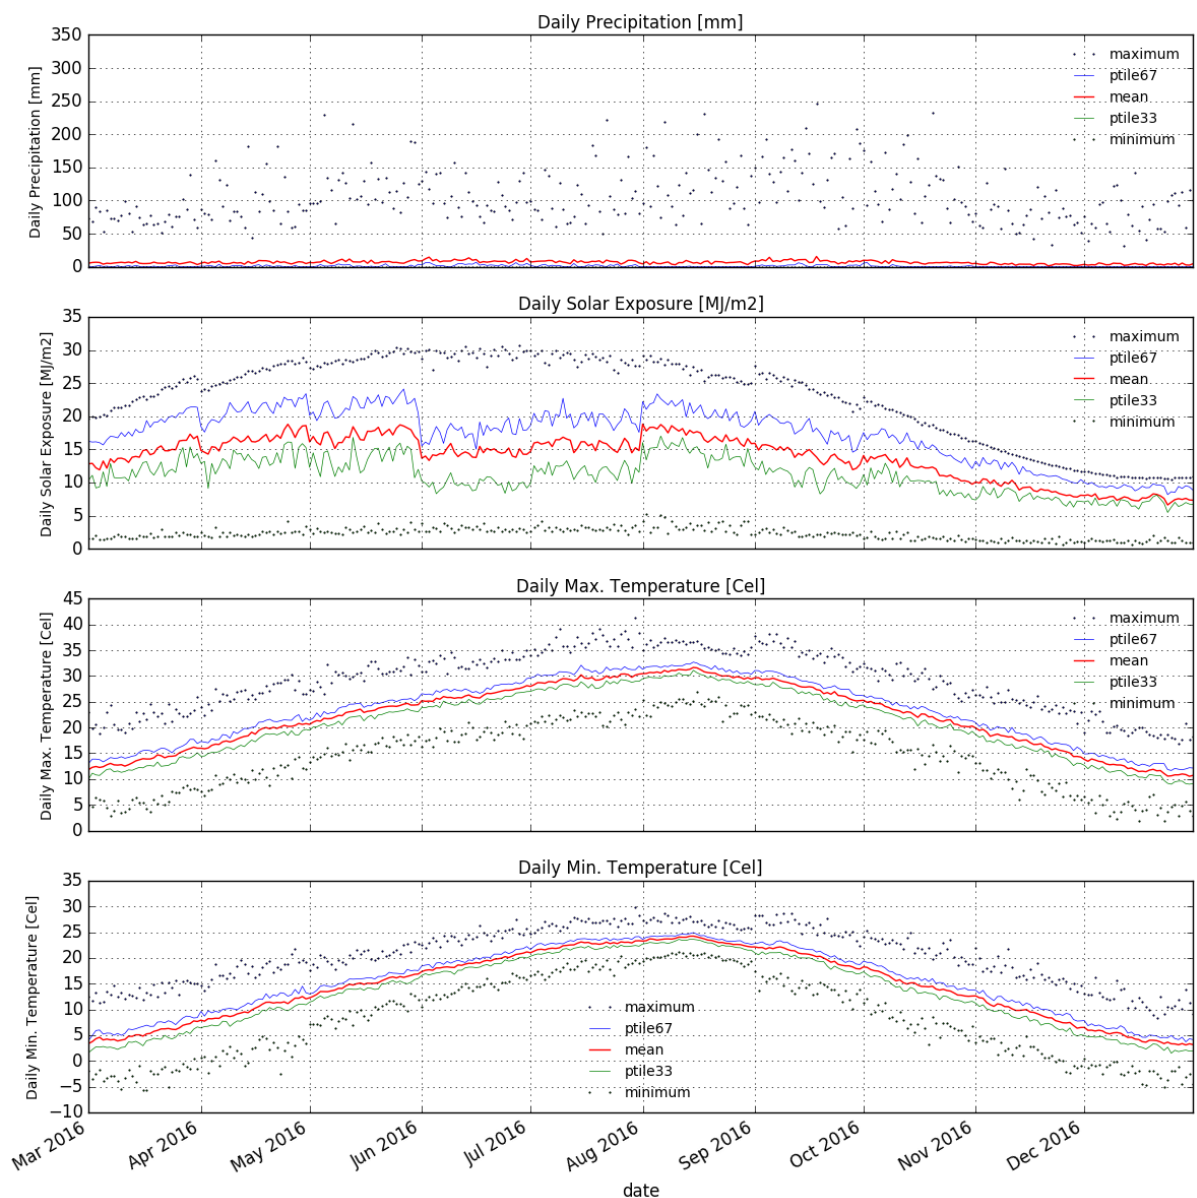 Daily Precipitation [mm]
350
300
250
200
150
100
50
0
Daily Precipitation [mm]
maximum
ptile67
mean
ptile33
minimum
Daily Solar Exposure [MJ/m2]
35
30
25
20
15
10
5
0
Daily Solar Exposure [MJ/m2]
maximum
ptile67
mean
ptile33
minimum
Daily Max. Temperature [Cel]
45
40
35
30
25
20
15
10
5
0
Daily Max. Temperature [Cel]
maximum
ptile67
mean
ptile33
minimum
Daily Min. Temperature [Cel]
35
30
25
20
15
10
5
0
−5
−10
Daily Min. Temperature [Cel]
maximum
ptile67
mean
ptile33
minimum
Mar 2016
Apr 2016
May 2016
Jun 2016
Jul 2016
Aug 2016
Sep 2016
Oct 2016
Nov 2016
Dec 2016
date